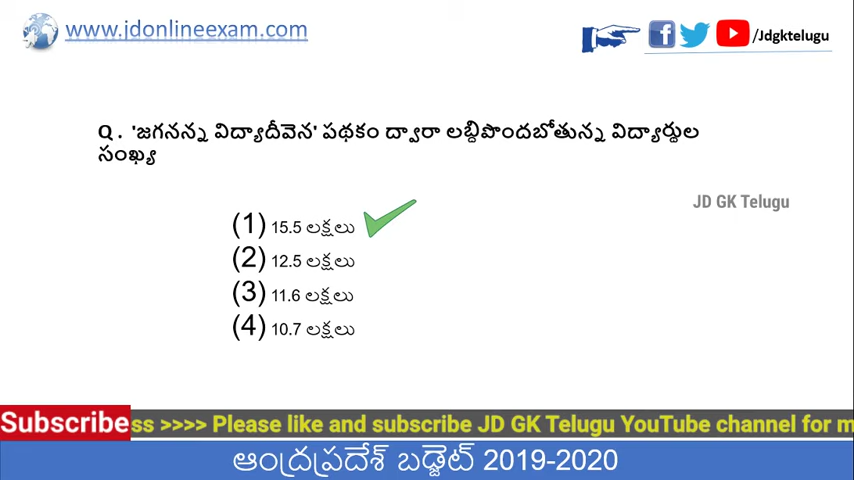 www.jdonlineexam.com
/Jdgktelugu
Q . 'జగనన్న విద్యాదీవెన' పథకం ద్వారా లబ్ధిపొందబోతున్న విద్యార్థుల
సంఖ్య
JD GK Telugu
(1) 15.5 లక్షలు
(2) 12.5 లక్షలు
(3) 11.6 లక్షలు
(4) 10.7 లక్షలు
Subscribe ss >>>> Please like and subscribe JD GK Telugu YouTube channel for m
ఆంధ్రప్రదేశ్ బడ్జెట్ 2019-2020